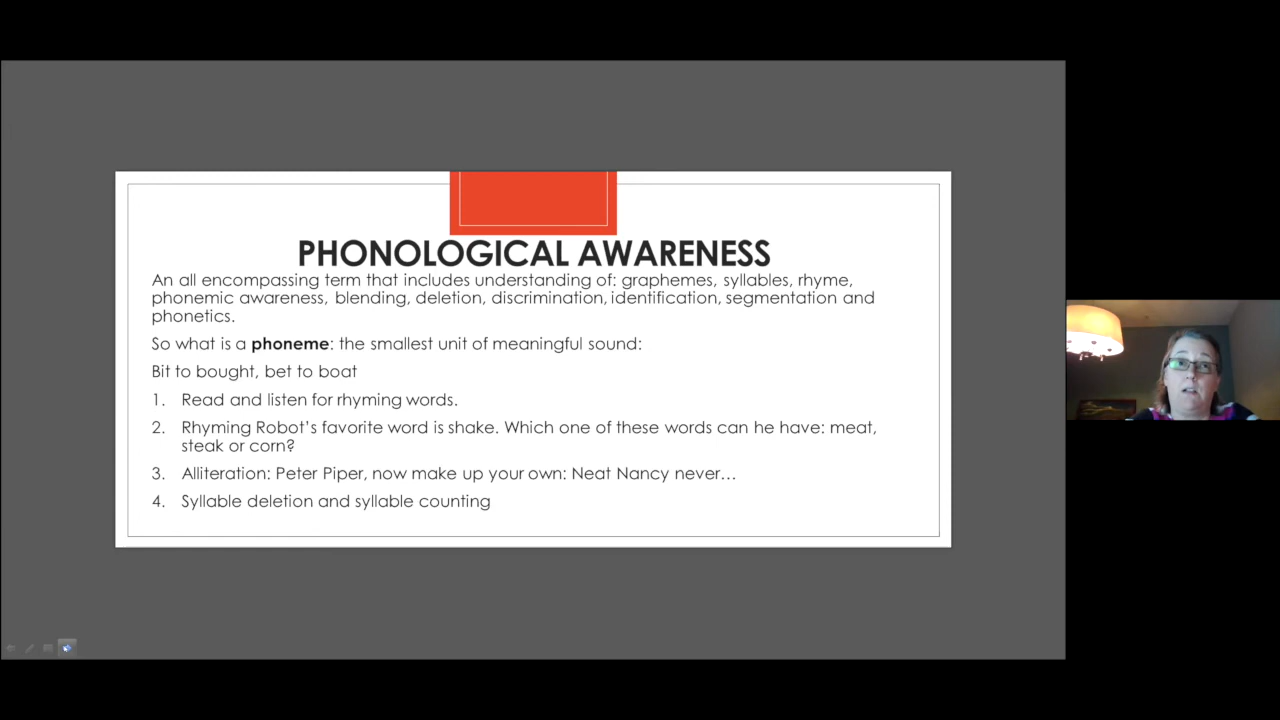 PHONOLOGICAL AWARENESS
An all encompassing term that includes understanding of: graphemes, syllables, rhyme,
phonemic awareness, blending, deletion, discrimination, identification, segmentation and
phonetics.
So what is a phoneme: the smallest unit of meaningful sound:
Bit to bought, bet to boat
1. Read and listen for rhyming words.
2. Rhyming Robot’s favorite word is shake. Which one of these words can he have: meat,
steak or corn?
3. Alliteration: Peter Piper, now make up your own: Neat Nancy never…
4. Syllable deletion and syllable counting